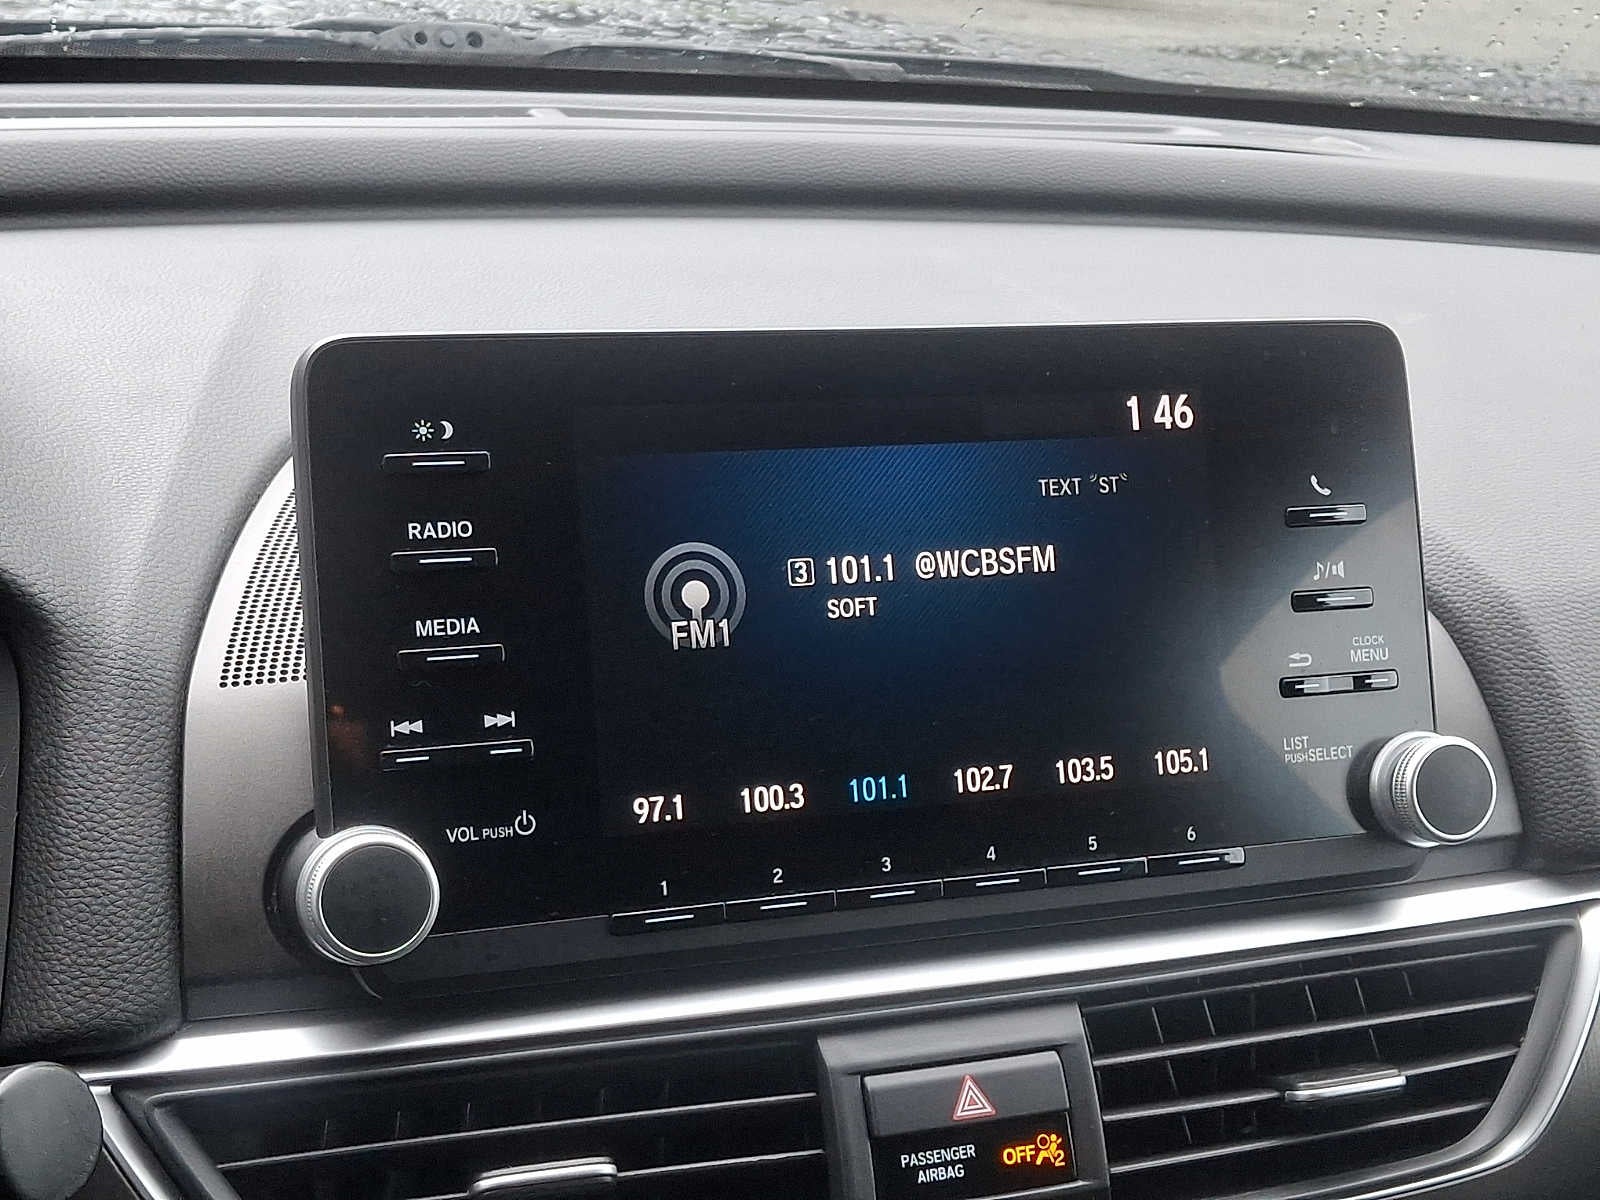 1 46
TEXT "ST"
RADIO
3 101.1 @WCBSFM
SOFT
FM1
MEDIA
CLOCK
MENU
LIST
PUSH SELECT
97.1 100.3 101.1 102.7 103.5 105.1
VOL PUSH
1 2 3 4 5 6
PASSENGER
AIRBAG
OFF 2